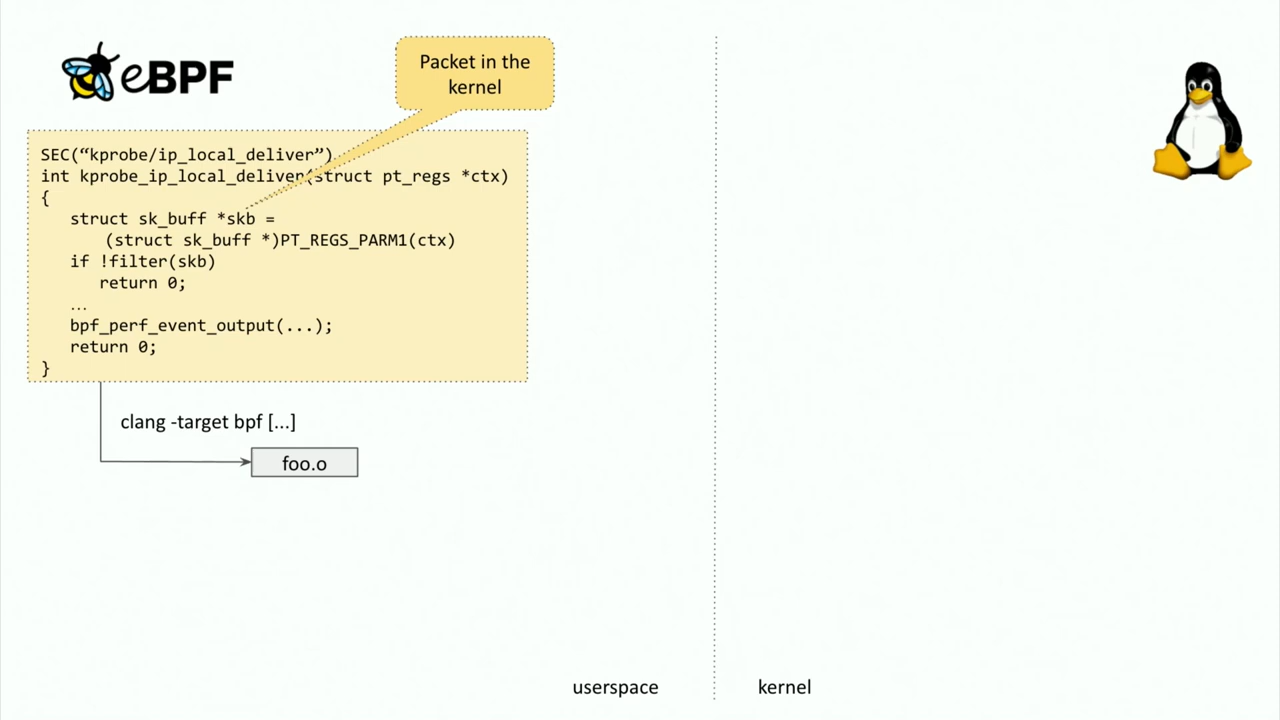 eBPF
Packet in the
kernel
SEC(“kprobe/ip_local_deliver”)
int kprobe_ip_local_deliver(struct pt_regs *ctx)
{
struct sk_buff *skb =
(struct sk_buff *)PT_REGS_PARM1(ctx)
if !filter(skb)
return 0;
…
bpf_perf_event_output(...);
return 0;
}
clang -target bpf [...]
foo.o
userspace
kernel